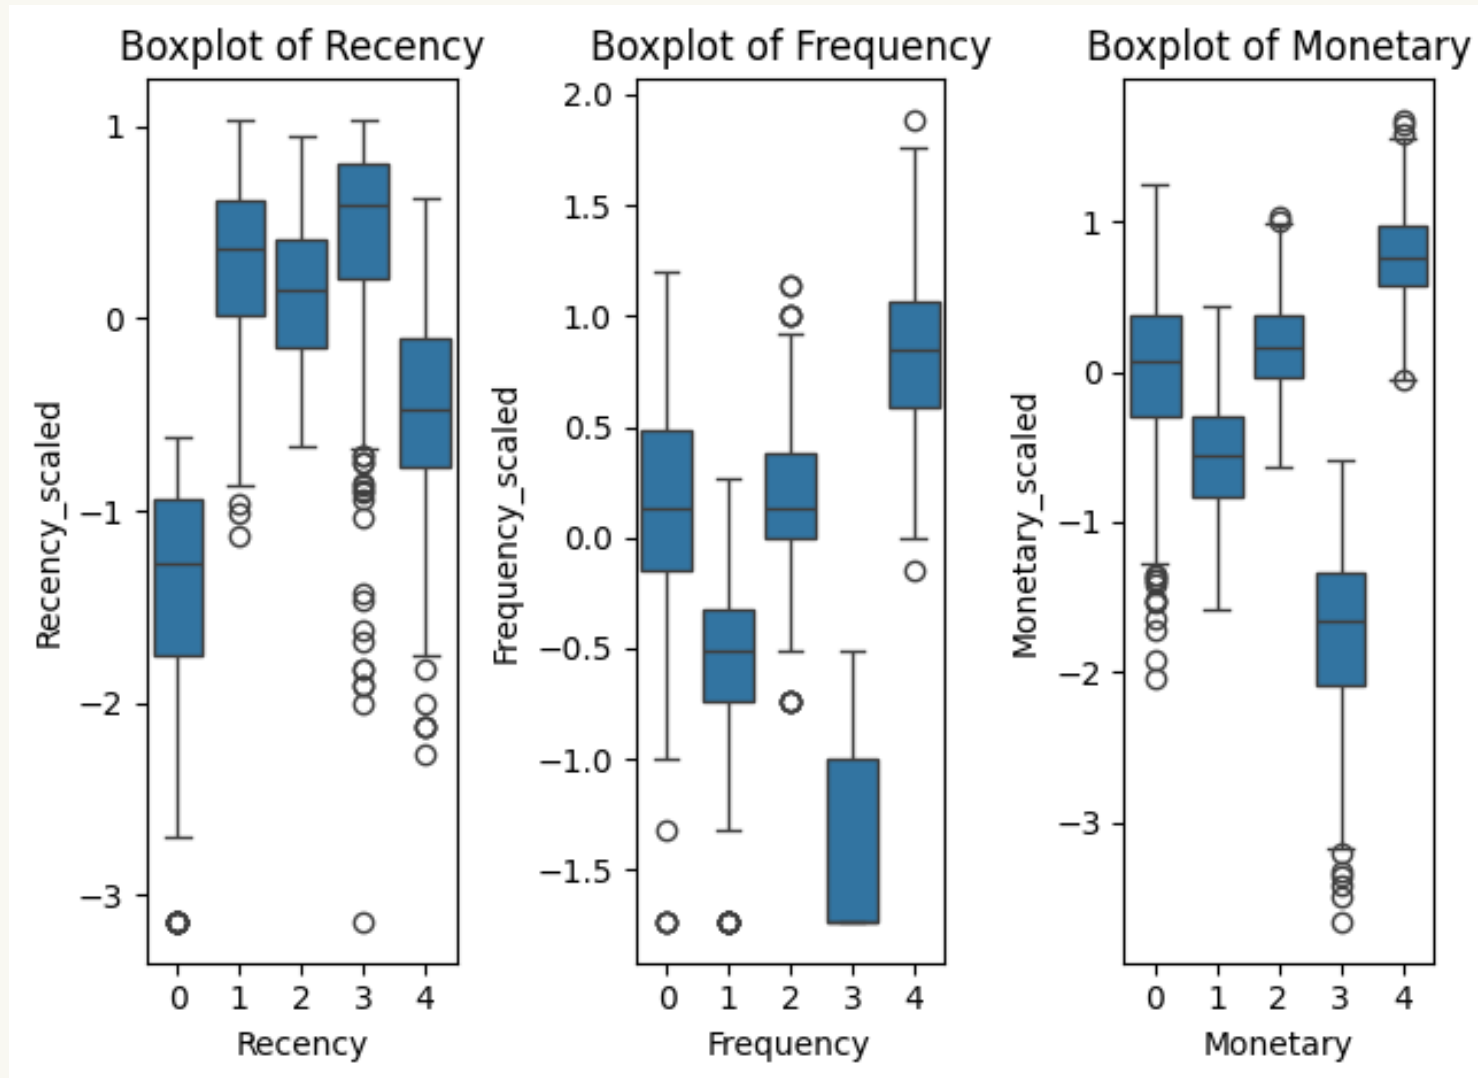 Boxplot of Recency
1
0
−1
−2
−3
Recency_scaled
0 1 2 3 4
Recency
Boxplot of Frequency
2.0
1.5
1.0
0.5
0.0
−0.5
−1.0
−1.5
Frequency_scaled
0 1 2 3 4
Frequency
Boxplot of Monetary
1
0
−1
−2
−3
Monetary_scaled
0 1 2 3 4
Monetary